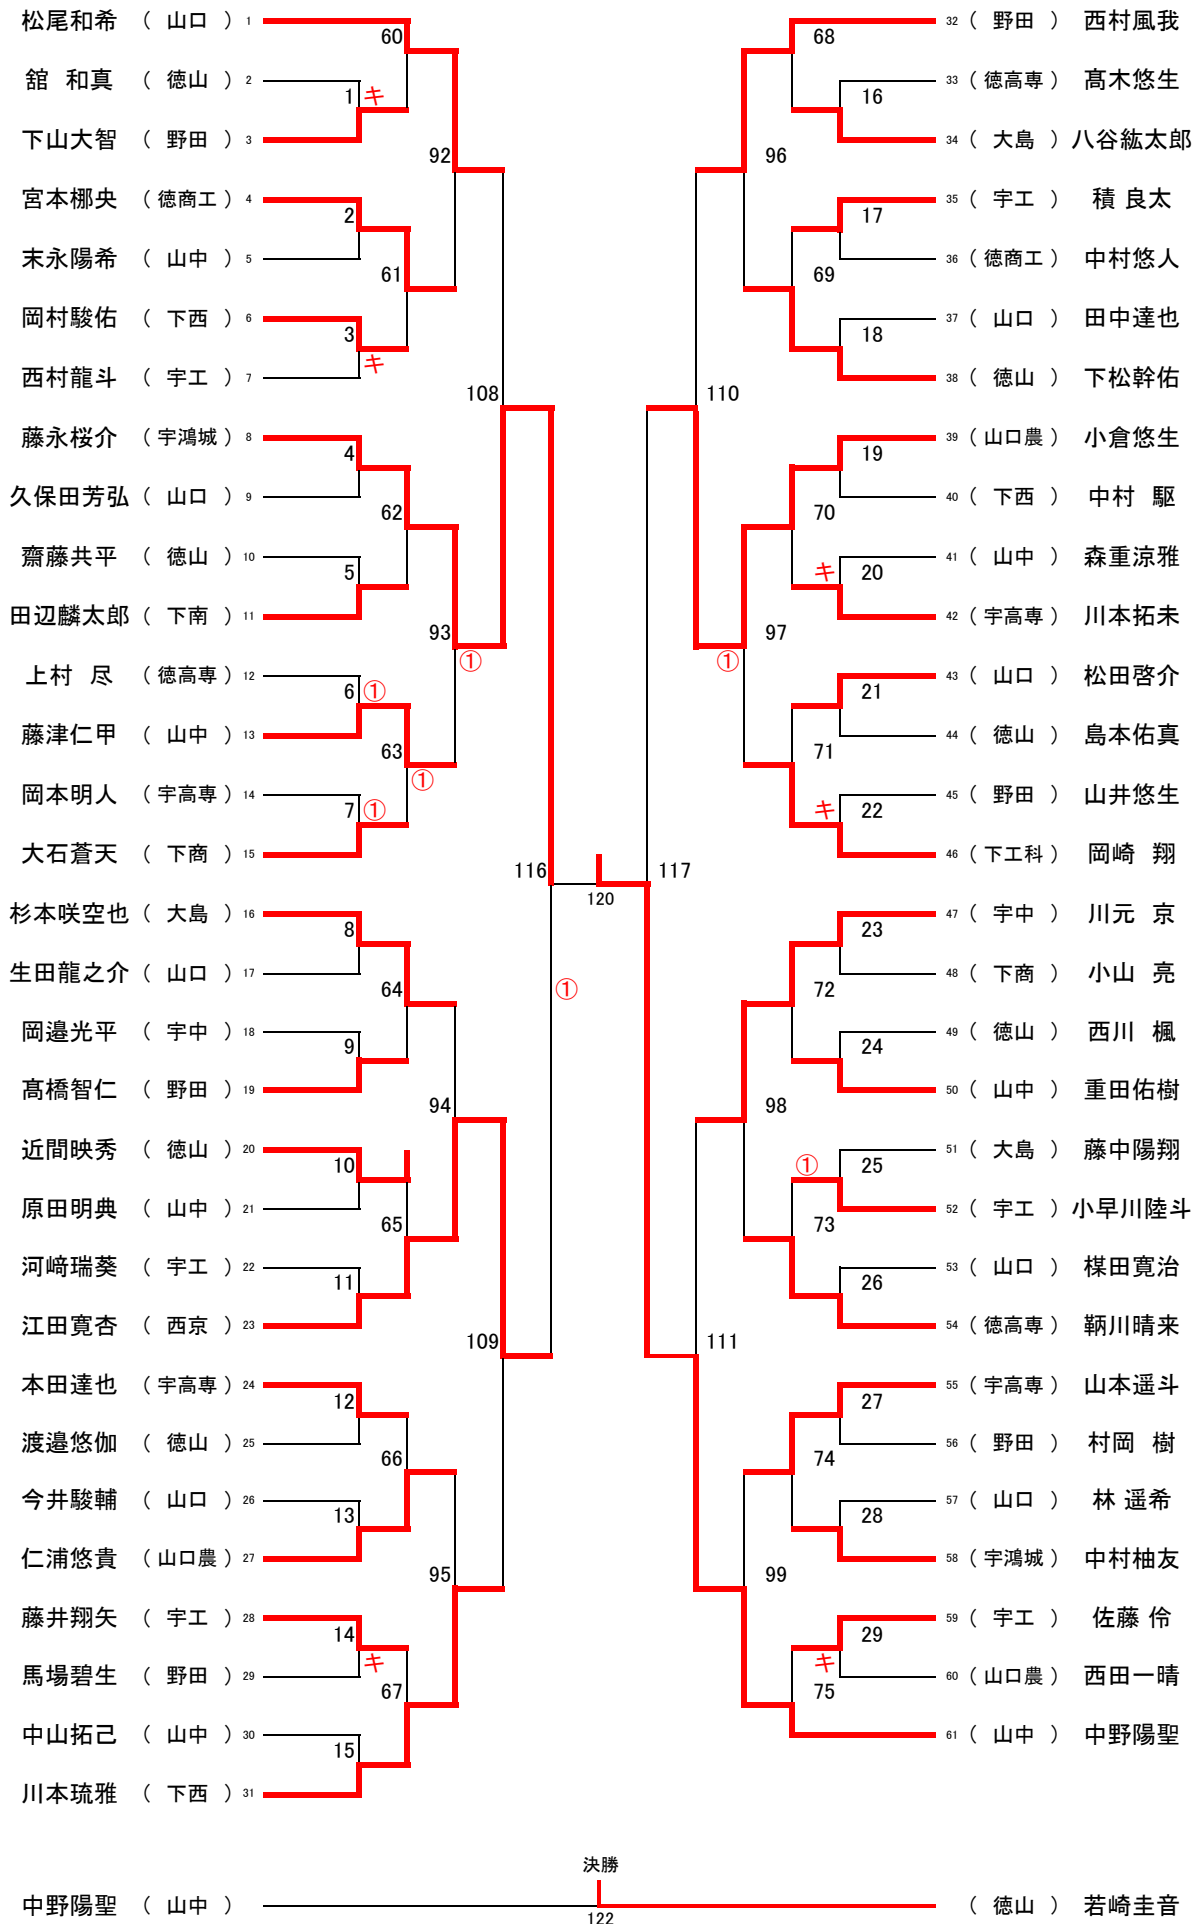 松尾和希 （ 山口 ） 1
舘 和真 （ 徳山 ） 2
下山大智 （ 野田 ） 3
宮本梛央 （ 徳商工 ） 4
末永陽希 （ 山中 ） 5
岡村駿佑 （ 下西 ） 6
西村龍斗 （ 宇工 ） 7
藤永桜介 （ 宇鴻城 ） 8
久保田芳弘 （ 山口 ） 9
齋藤共平 （ 徳山 ） 10
田辺麟太郎 （ 下南 ） 11
上村 尽 （ 徳高専 ） 12
藤津仁甲 （ 山中 ） 13
岡本明人 （ 宇高専 ） 14
大石蒼天 （ 下商 ） 15
杉本咲空也 （ 大島 ） 16
生田龍之介 （ 山口 ） 17
岡邉光平 （ 宇中 ） 18
髙橋智仁 （ 野田 ） 19
近間映秀 （ 徳山 ） 20
原田明典 （ 山中 ） 21
河﨑瑞葵 （ 宇工 ） 22
江田寛杏 （ 西京 ） 23
本田達也 （ 宇高専 ） 24
渡邉悠伽 （ 徳山 ） 25
今井駿輔 （ 山口 ） 26
仁浦悠貴 （ 山口農 ） 27
藤井翔矢 （ 宇工 ） 28
馬場碧生 （ 野田 ） 29
中山拓己 （ 山中 ） 30
川本琉雅 （ 下西 ） 31
1 キ
2
3
キ
4
5
6 ①
7 ①
8
9
10
11
12
13
14
キ
15
60
61
62
63
①
64
65
66
67
92
93
①
94
95
108
109
116
①
120
117
110
111
96
97
①
98
99
68
69
70
71
72
73
74
75
16
17
18
19
キ 20
21
キ 22
23
24
① 25
26
27
28
29
キ
32 （ 野田 ） 西村風我
33 （ 徳高専 ） 髙木悠生
34 （ 大島 ） 八谷紘太郎
35 （ 宇工 ） 積 良太
36 （ 徳商工 ） 中村悠人
37 （ 山口 ） 田中達也
38 （ 徳山 ） 下松幹佑
39 （ 山口農 ） 小倉悠生
40 （ 下西 ） 中村 駆
41 （ 山中 ） 森重涼雅
42 （ 宇高専 ） 川本拓未
43 （ 山口 ） 松田啓介
44 （ 徳山 ） 島本佑真
45 （ 野田 ） 山井悠生
46 （ 下工科 ） 岡崎 翔
47 （ 宇中 ） 川元 京
48 （ 下商 ） 小山 亮
49 （ 徳山 ） 西川 楓
50 （ 山中 ） 重田佑樹
51 （ 大島 ） 藤中陽翔
52 （ 宇工 ） 小早川陸斗
53 （ 山口 ） 楳田寛治
54 （ 徳高専 ） 鞆川晴来
55 （ 宇高専 ） 山本遥斗
56 （ 野田 ） 村岡 樹
57 （ 山口 ） 林 遥希
58 （ 宇鴻城 ） 中村柚友
59 （ 宇工 ） 佐藤 伶
60 （ 山口農 ） 西田一晴
61 （ 山中 ） 中野陽聖
決勝
中野陽聖 （ 山中 ） 122 （ 徳山 ） 若崎圭音